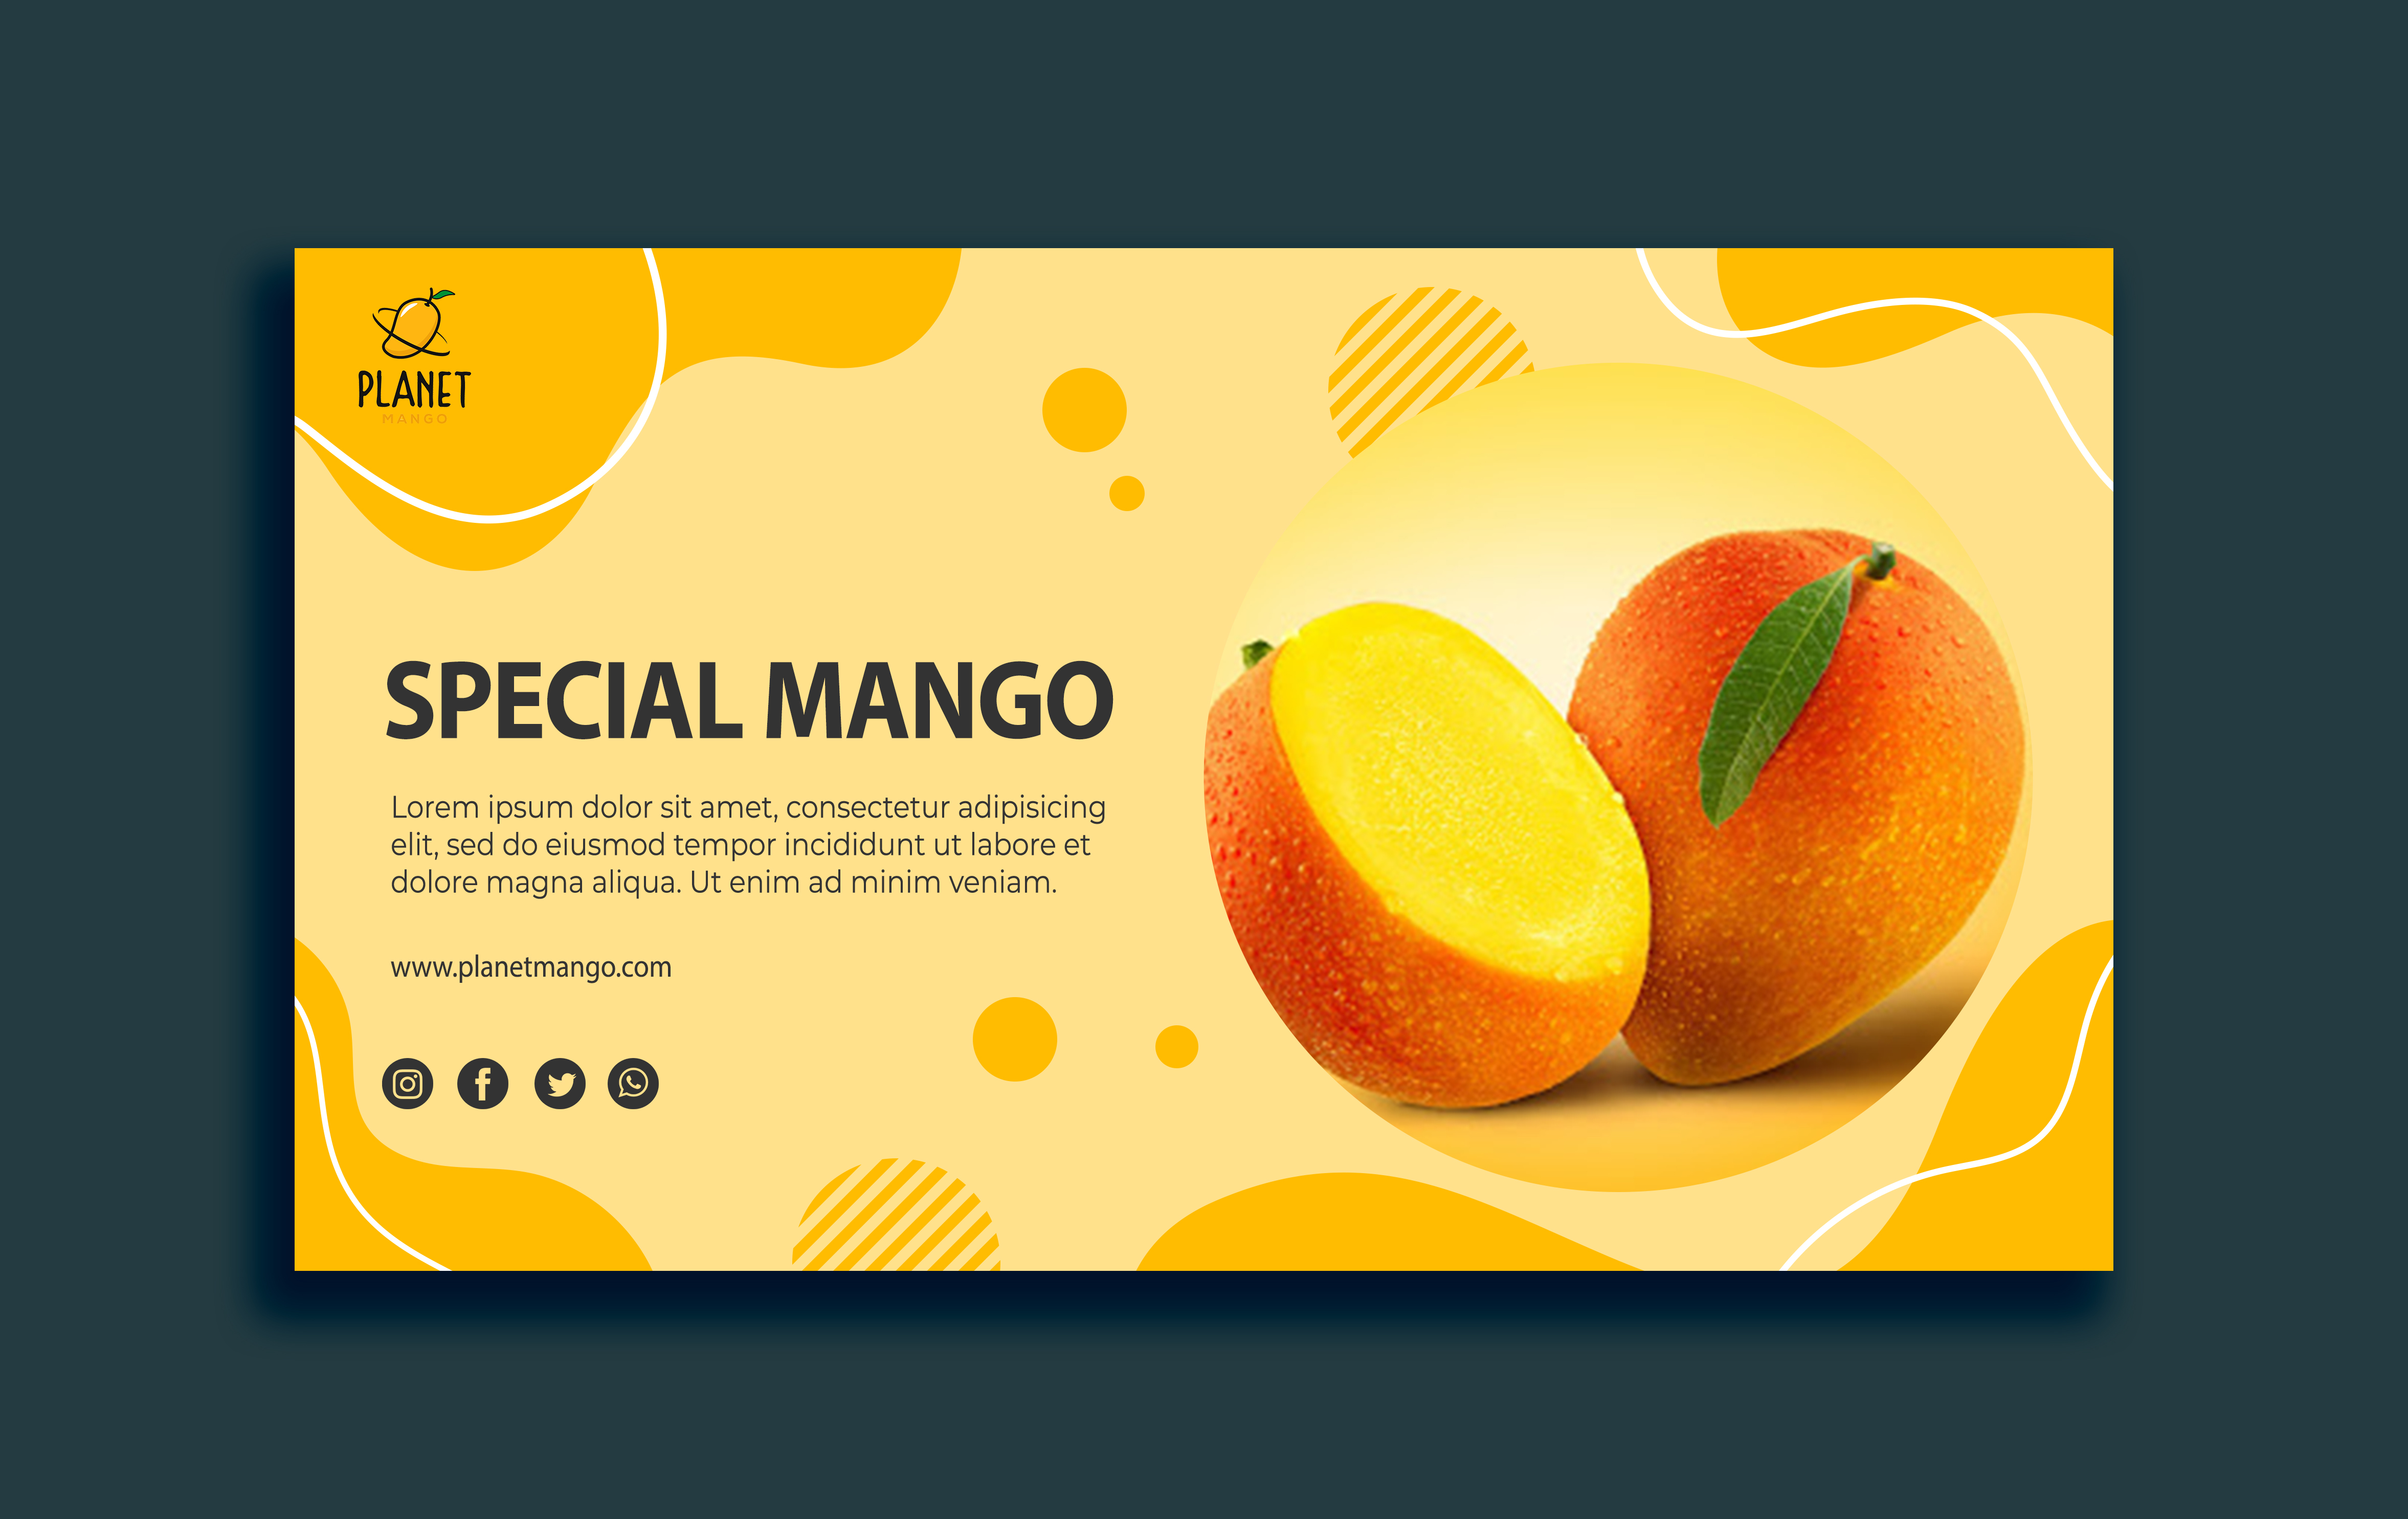 PLANET
MANGO
SPECIAL MANGO
Lorem ipsum dolor sit amet, consectetur adipisicing
elit, sed do eiusmod tempor incididunt ut labore et
dolore magna aliqua. Ut enim ad minim veniam.
www.planetmango.com